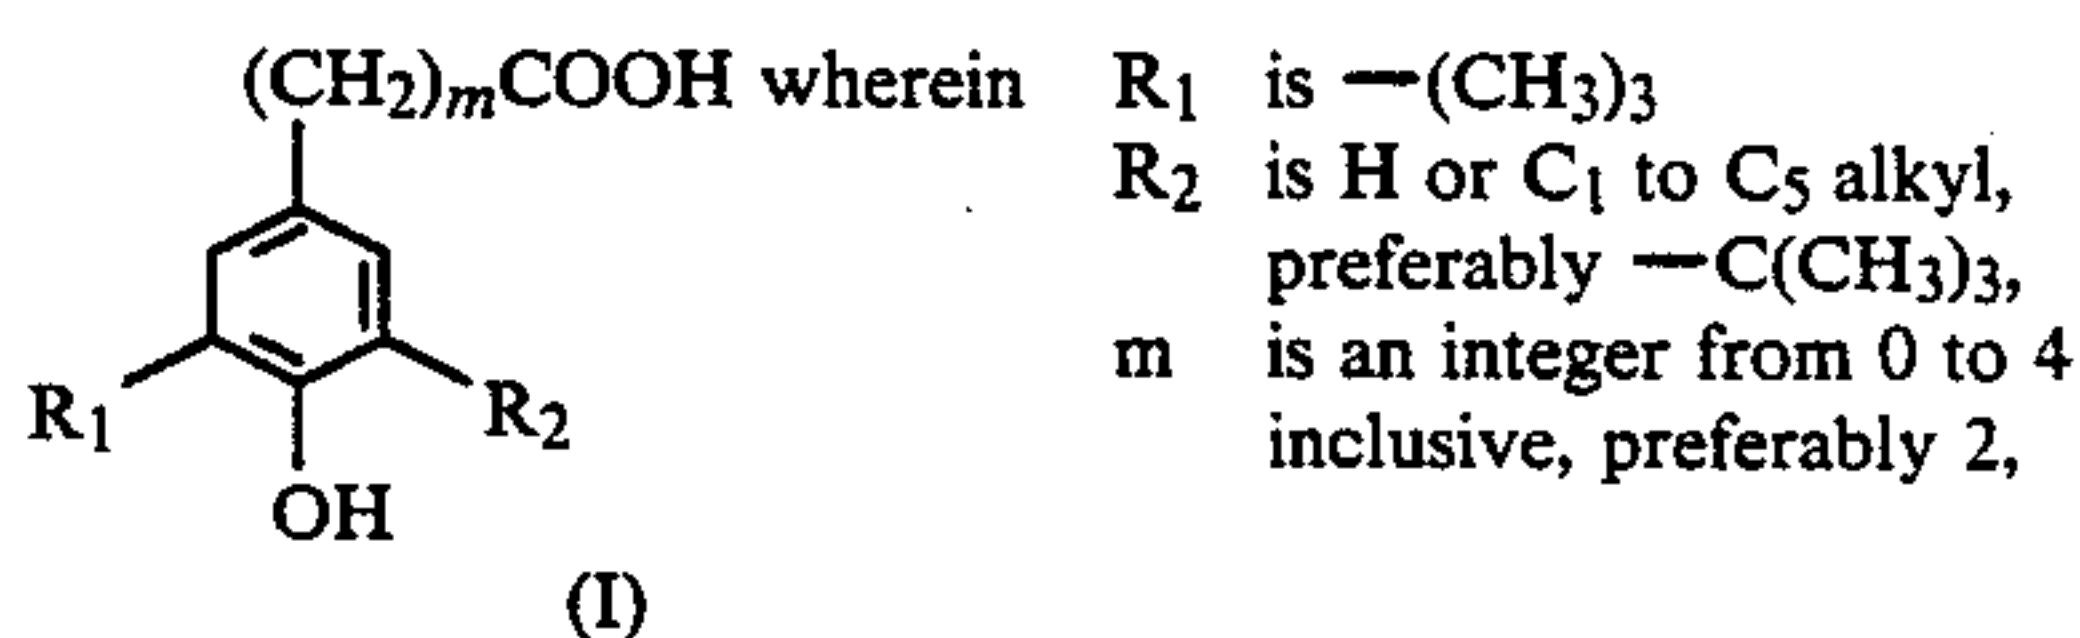 (CH2)mCOOH wherein R1 is —(CH3)3
R2 is H or C1 to C5 alkyl,
preferably —C(CH3)3,
m is an integer from 0 to 4
inclusive, preferably 2,
R1 R2
OH
(I)